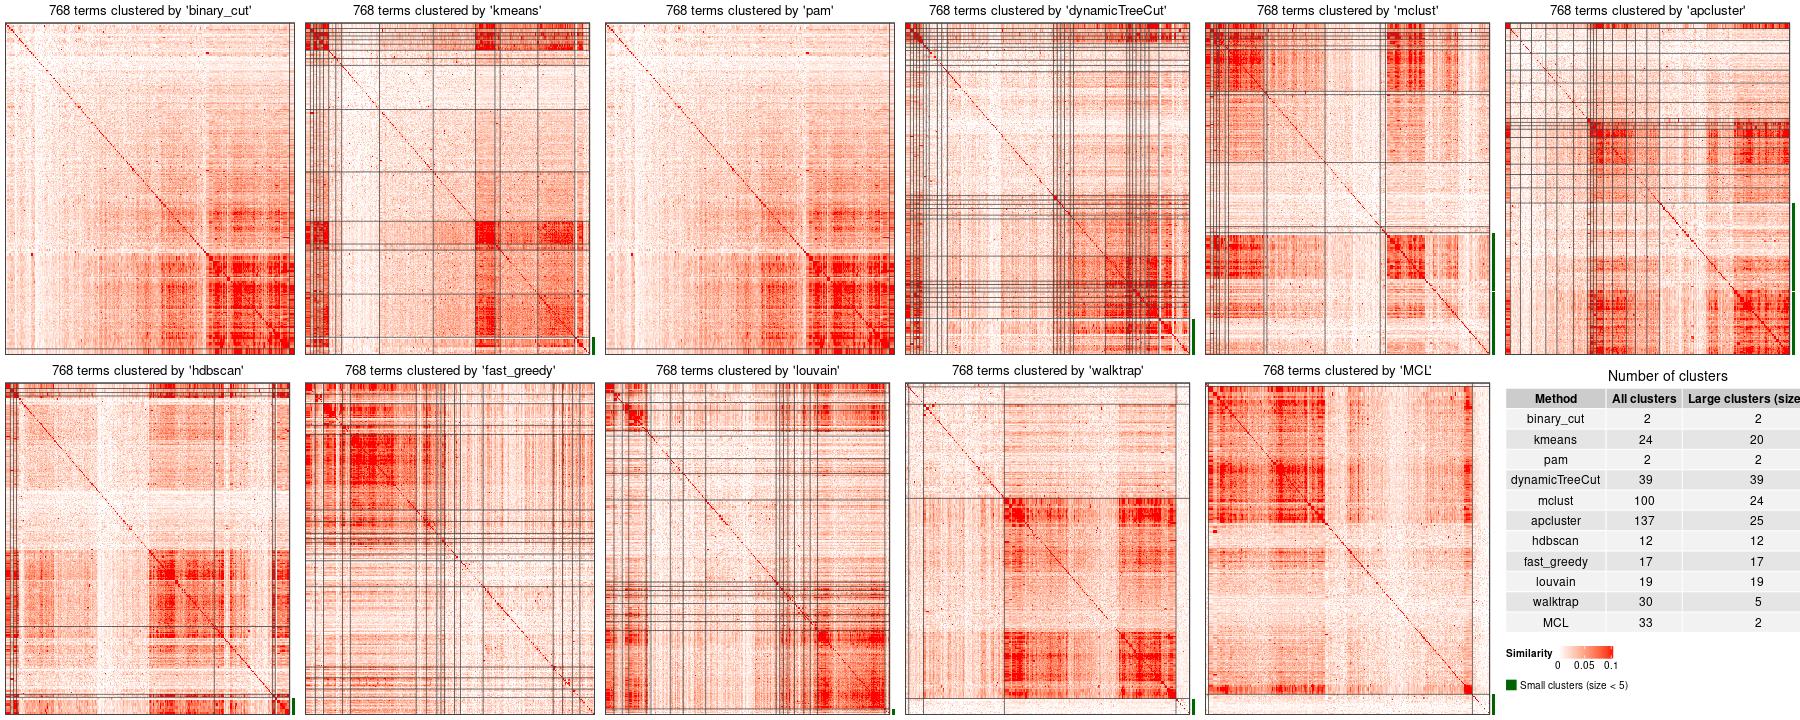 768 terms clustered by 'binary_cut'
768 terms clustered by 'kmeans'
768 terms clustered by 'pam'
768 terms clustered by 'dynamicTreeCut'
768 terms clustered by 'mclust'
768 terms clustered by 'apcluster'
768 terms clustered by 'hdbscan'
768 terms clustered by 'fast_greedy'
768 terms clustered by 'louvain'
768 terms clustered by 'walktrap'
768 terms clustered by 'MCL'
Number of clusters
Method All clusters Large clusters (size
binary_cut 2 2
kmeans 24 20
pam 2 2
dynamicTreeCut 39 39
mclust 100 24
apcluster 137 25
hdbscan 12 12
fast_greedy 17 17
louvain 19 19
walktrap 30 5
MCL 33 2
Similarity
0 0.05 0.1
Small clusters (size < 5)